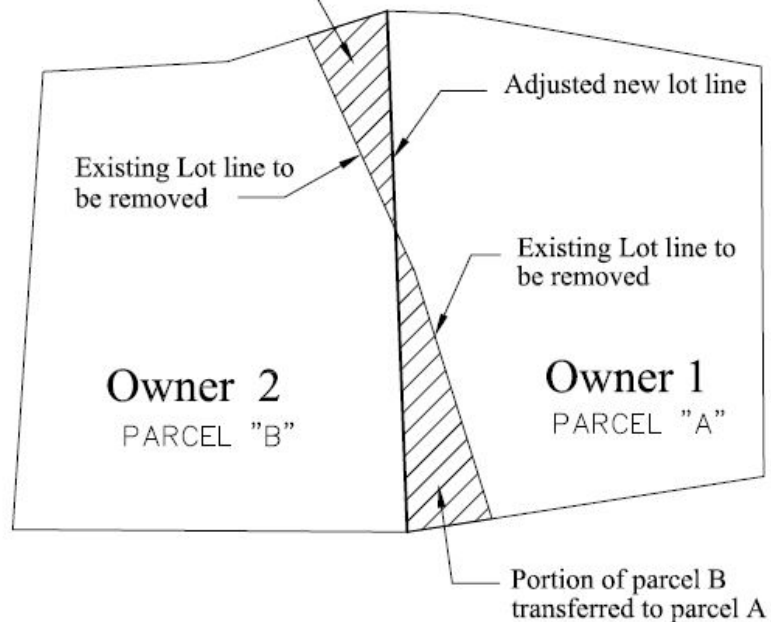 Adjusted new lot line
Existing Lot line to
be removed
Existing Lot line to
be removed
Owner 2
PARCEL "B"
Owner 1
PARCEL "A"
Portion of parcel B
transferred to parcel A